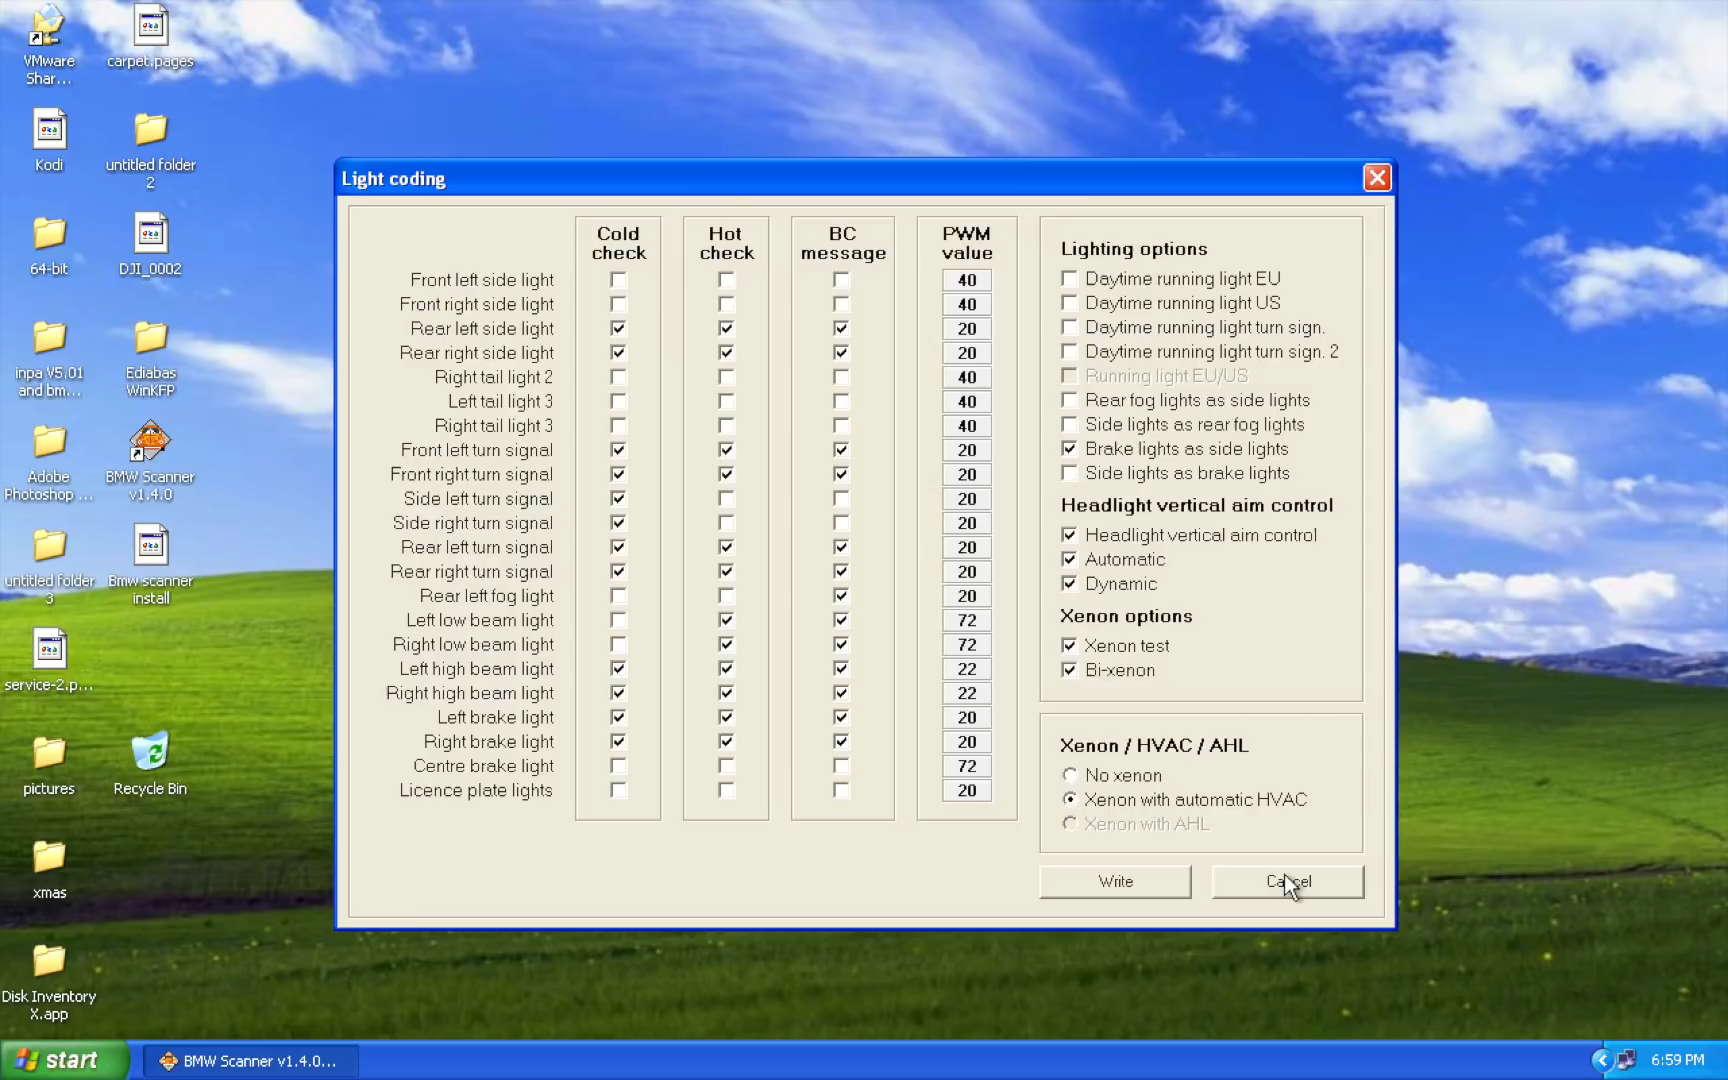 VMware
Shar...
carpet.pages
Kodi
untitled folder
2
64-bit
DJI_0002
inpa V5.01
and bm...
Ediabas
WinKFP
Adobe
Photoshop ...
BMW Scanner
v1.4.0
untitled folder
3
Bmw scanner
install
service-2.p...
pictures
Recycle Bin
xmas
Disk Inventory
X.app
Light coding
Cold
check
Hot
check
BC
message
PWM
value
Front left side light 40
Front right side light 40
Rear left side light 20
Rear right side light 20
Right tail light 2 40
Left tail light 3 40
Right tail light 3 40
Front left turn signal 20
Front right turn signal 20
Side left turn signal 20
Side right turn signal 20
Rear left turn signal 20
Rear right turn signal 20
Rear left fog light 20
Left low beam light 72
Right low beam light 72
Left high beam light 22
Right high beam light 22
Left brake light 20
Right brake light 20
Centre brake light 72
Licence plate lights 20
Lighting options
Daytime running light EU
Daytime running light US
Daytime running light turn sign.
Daytime running light turn sign. 2
Running light EU/US
Rear fog lights as side lights
Side lights as rear fog lights
Brake lights as side lights
Side lights as brake lights
Headlight vertical aim control
Headlight vertical aim control
Automatic
Dynamic
Xenon options
Xenon test
Bi-xenon
Xenon / HVAC / AHL
No xenon
Xenon with automatic HVAC
Xenon with AHL
Write
Cancel
start
BMW Scanner v1.4.0...
6:59 PM